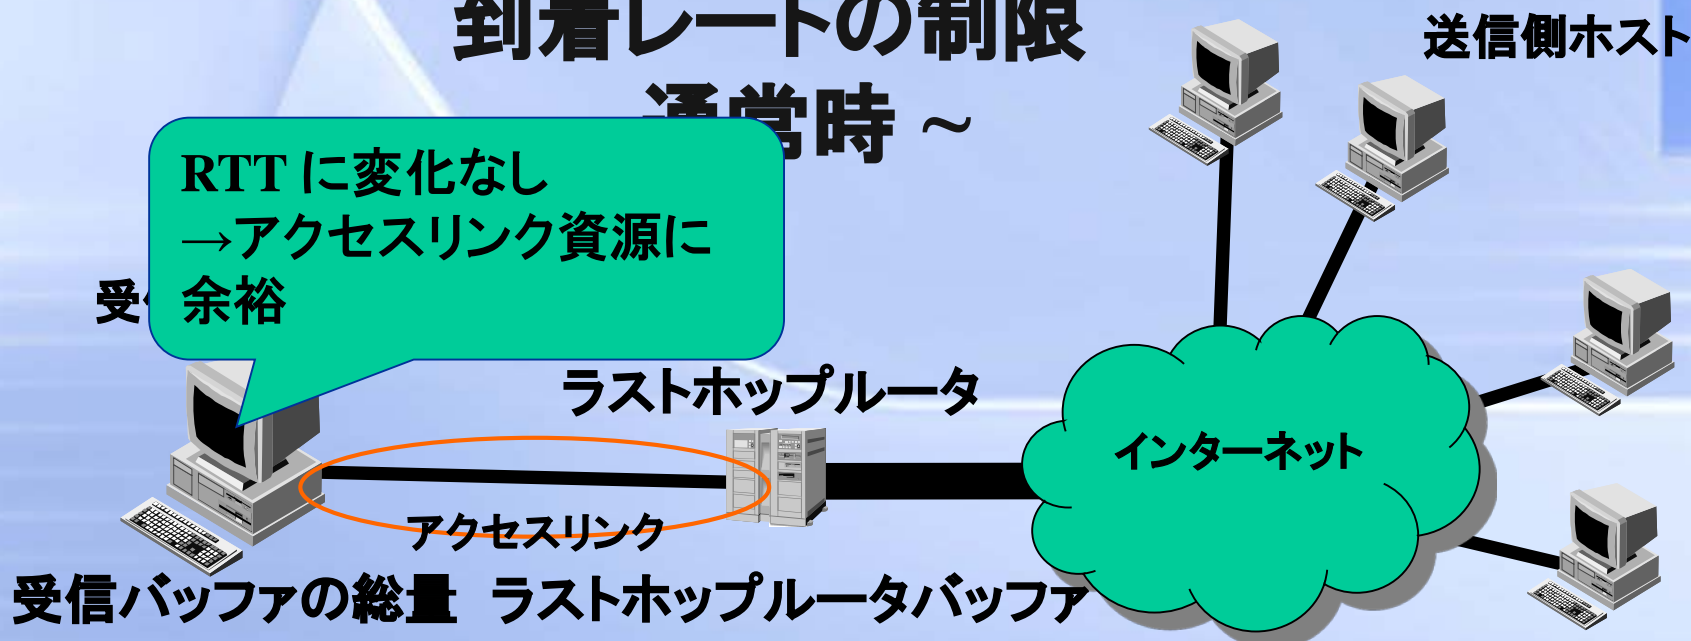 到着レートの制限
送信側ホスト
通常時 ~
RTT に変化なし
→アクセスリンク資源に
余裕
受
ラストホップルータ
インターネット
アクセスリンク
受信バッファの総量 ラストホップルータバッファ